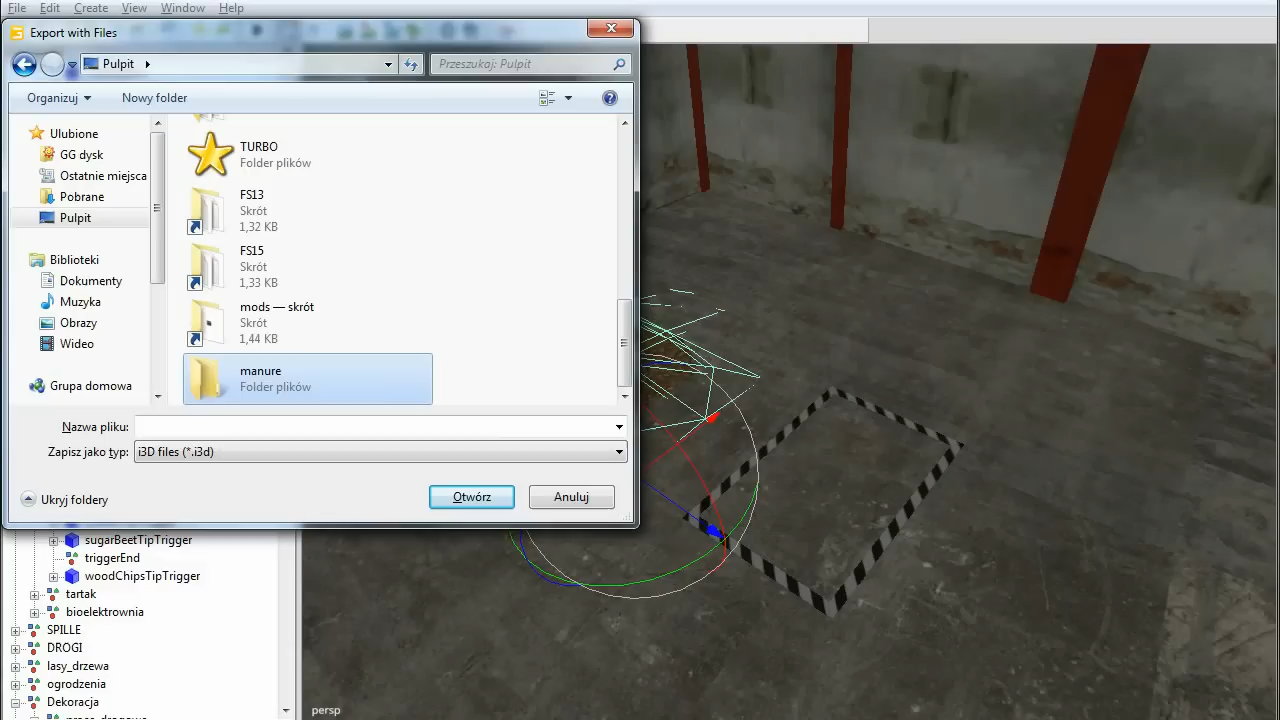 File Edit Create View Window Help
Export with Files
Pulpit
Przeszukaj: Pulpit
Organizuj
Nowy folder
Ulubione
GG dysk
Ostatnie miejsca
Pobrane
Pulpit
Biblioteki
Dokumenty
Muzyka
Obrazy
Wideo
Grupa domowa
TURBO
Folder plików
FS13
Skrót
1,32 KB
FS15
Skrót
1,33 KB
mods — skrót
Skrót
1,44 KB
manure
Folder plików
Nazwa pliku:
Zapisz jako typ: i3D files (*.i3d)
Ukryj foldery
Otwórz
Anuluj
sugarBeetTipTrigger
triggerEnd
woodChipsTipTrigger
tartak
bioelektrownia
SPILLE
DROGI
lasy_drzewa
ogrodzenia
Dekoracja
persp